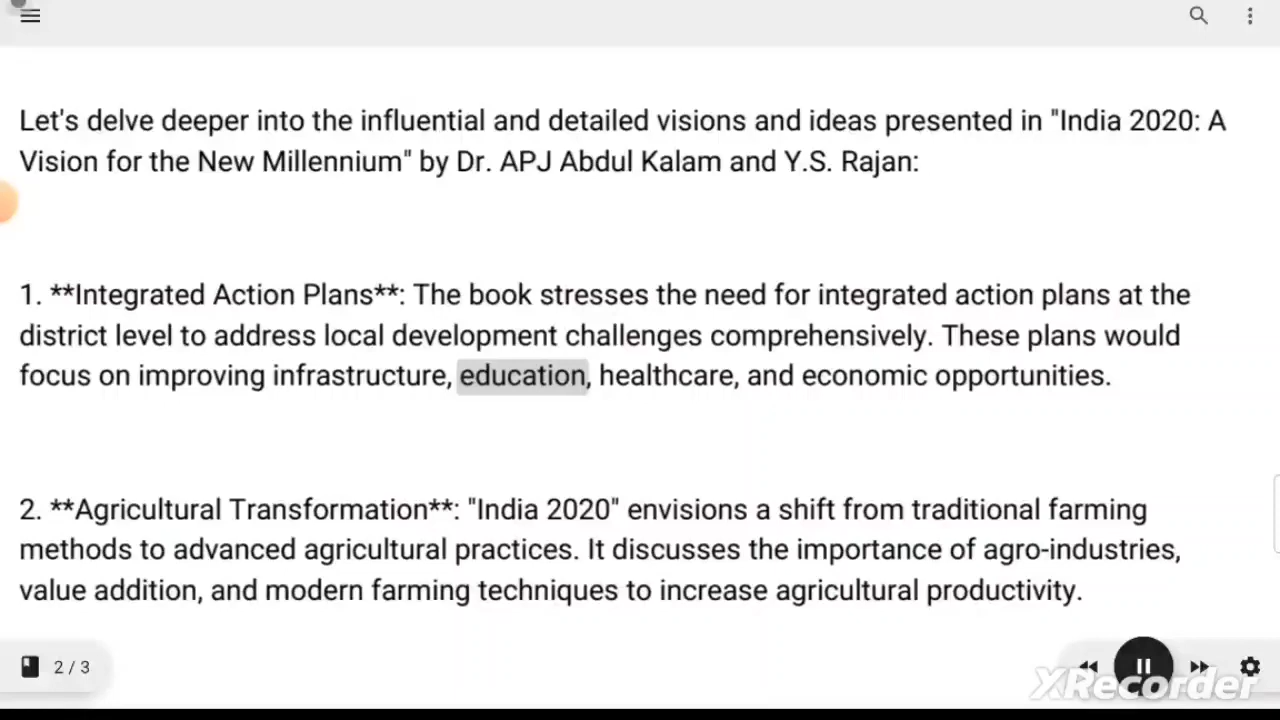 Let's delve deeper into the influential and detailed visions and ideas presented in "India 2020: A
Vision for the New Millennium" by Dr. APJ Abdul Kalam and Y.S. Rajan:
1. **Integrated Action Plans**: The book stresses the need for integrated action plans at the
district level to address local development challenges comprehensively. These plans would
focus on improving infrastructure, education, healthcare, and economic opportunities.
2. **Agricultural Transformation**: "India 2020" envisions a shift from traditional farming
methods to advanced agricultural practices. It discusses the importance of agro-industries,
value addition, and modern farming techniques to increase agricultural productivity.
2 / 3
XRecorder